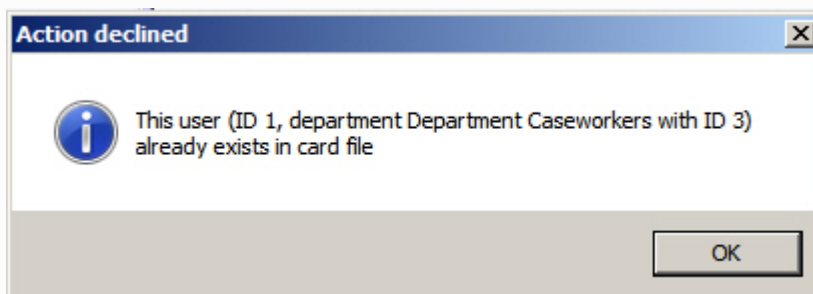 Action declined
This user (ID 1, department Department Caseworkers with ID 3)
already exists in card file
OK